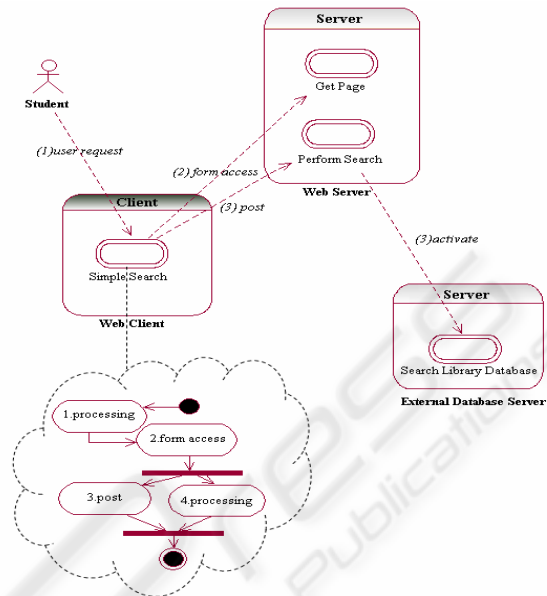 Server
Get Page
Perform Search
Web Server
Student
(1)user request
(2) form access
(3) post
Client
Simple Search
Web Client
(3)activate
Server
Search Library Database
External Database Server
1.processing
2.form access
3.post
4.processing
Publications